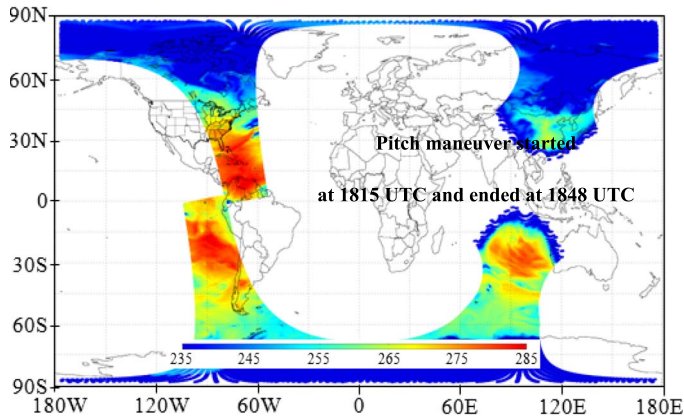 90N
60N
30N
Pitch maneuver started
at 1815 UTC and ended at 1848 UTC
0
30S
60S
235 245 255 265 275 285
90S
180W 120W 60W 0 60E 120E 180E